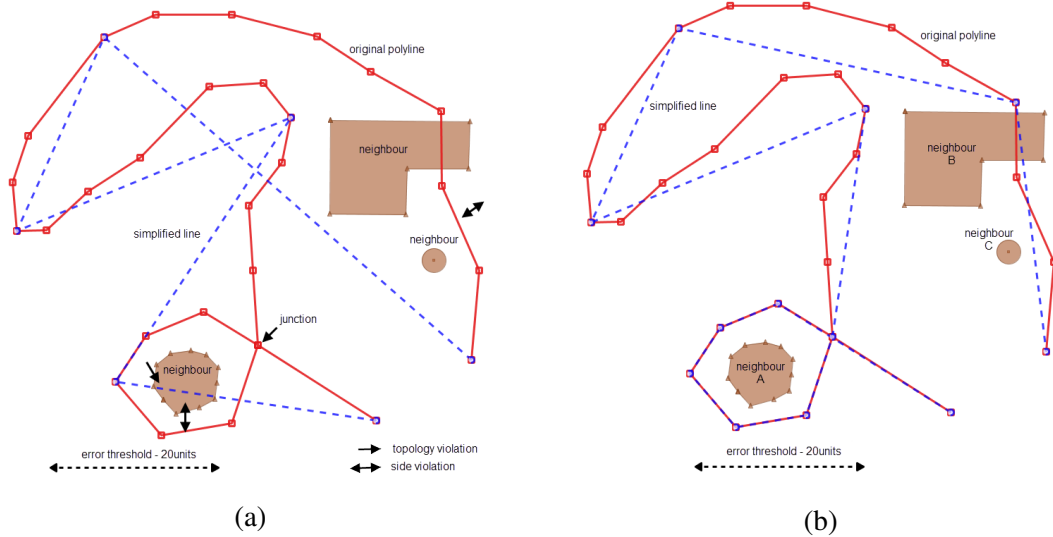 original polyline
neighbour
simplified line
neighbour
junction
neighbour
topology violation
error threshold - 20units
side violation
(a)
original polyline
simplified line
neighbour
B
neighbour
C
neighbour
A
error threshold - 20units
(b)